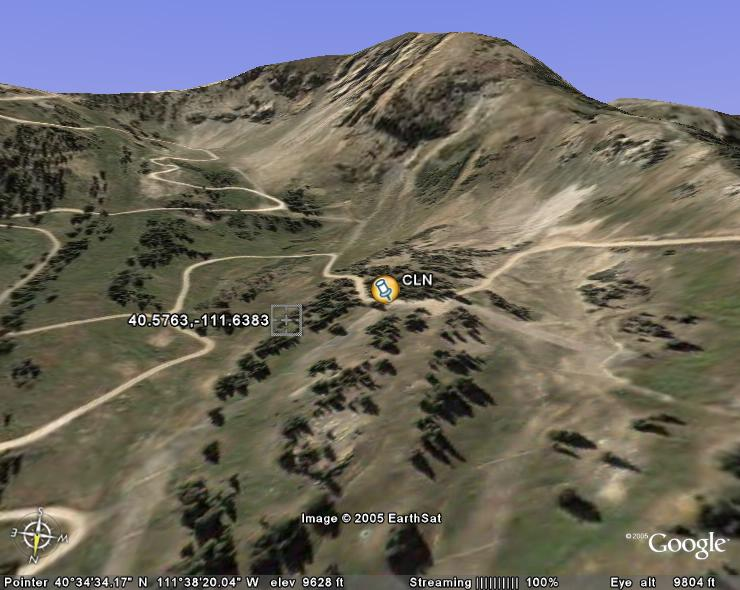 CLN
40.5763,-111.6383
Image © 2005 EarthSat
S
E W
N
© 2005 Google™
Pointer 40°34'34.17" N 111°38'20.04" W elev 9628 ft Streaming ||||||||| 100% Eye alt 9804 ft